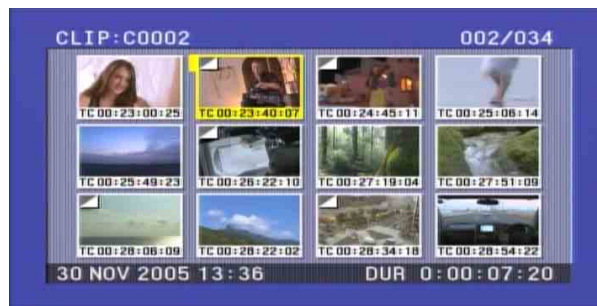 CLIP:C0002 002/034
TC 00:23:00:25 TC 00:23:40:07 TC 00:24:45:11 TC 00:25:06:14
TC 00:25:49:23 TC 00:26:22:10 TC 00:27:19:04 TC 00:27:51:09
TC 00:28:06:09 TC 00:28:22:02 TC 00:28:34:18 TC 00:28:54:22
30 NOV 2005 13:36 DUR 0:00:07:20